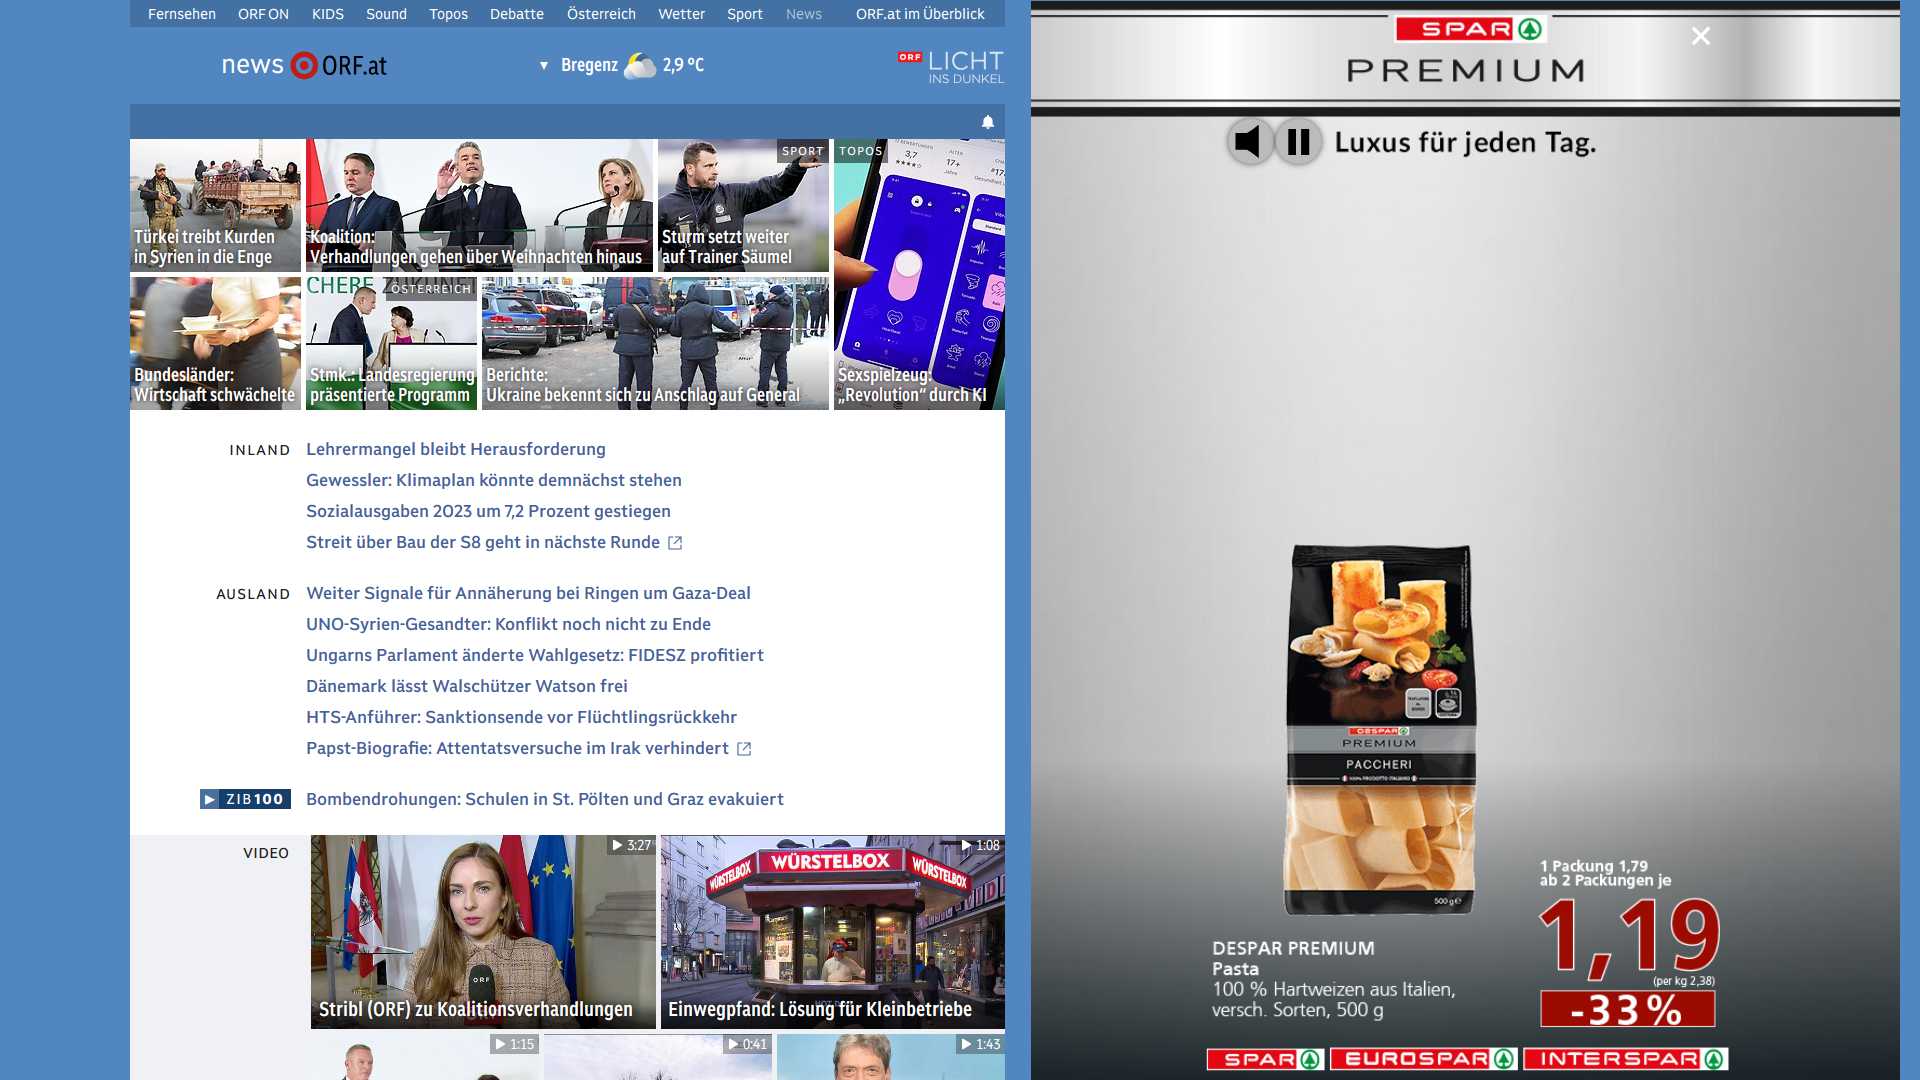 Fernsehen ORF ON KIDS Sound Topos Debatte Österreich Wetter Sport News ORF.at im Überblick
news ORF.at
▼ Bregenz 2,9 °C
ORF LICHT
INS DUNKEL
Türkei treibt Kurden
in Syrien in die Enge
Koalition:
Verhandlungen gehen über Weihnachten hinaus
SPORT
Sturm setzt weiter
auf Trainer Säumel
TOPOS
Sexspielzeug:
„Revolution“ durch KI
Bundesländer:
Wirtschaft schwächelte
ÖSTERREICH
Stmk.: Landesregierung
präsentierte Programm
Berichte:
Ukraine bekennt sich zu Anschlag auf General
INLAND
Lehrermangel bleibt Herausforderung
Gewessler: Klimaplan könnte demnächst stehen
Sozialausgaben 2023 um 7,2 Prozent gestiegen
Streit über Bau der S8 geht in nächste Runde
AUSLAND
Weiter Signale für Annäherung bei Ringen um Gaza-Deal
UNO-Syrien-Gesandter: Konflikt noch nicht zu Ende
Ungarns Parlament änderte Wahlgesetz: FIDESZ profitiert
Dänemark lässt Walschützer Watson frei
HTS-Anführer: Sanktionsende vor Flüchtlingsrückkehr
Papst-Biografie: Attentatsversuche im Irak verhindert
ZIB100
Bombendrohungen: Schulen in St. Pölten und Graz evakuiert
VIDEO
3:27
ORF
Stribl (ORF) zu Koalitionsverhandlungen
1:08
WÜRSTELBOX WÜRSTELBOX WÜRSTELBOX
Einwegpfand: Lösung für Kleinbetriebe
1:15
0:41
1:43
SPAR
PREMIUM
Luxus für jeden Tag.
DESPAR
PREMIUM
PACCHERI
100% PRODOTTO ITALIANO
500 g e
1 Packung 1,79
ab 2 Packungen je
1,19
(per kg 2,38)
-33%
DESPAR PREMIUM
Pasta
100 % Hartweizen aus Italien,
versch. Sorten, 500 g
SPAR EUROSPAR INTERSPAR